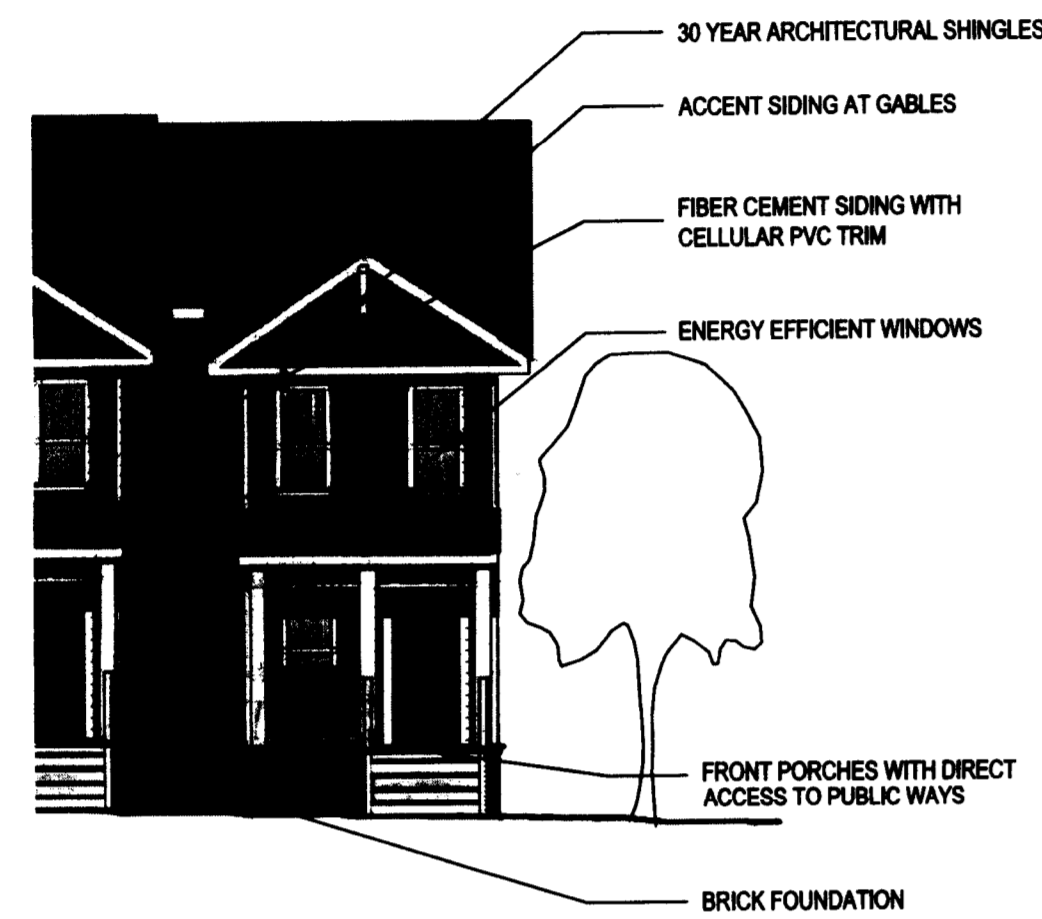 30 YEAR ARCHITECTURAL SHINGLES
ACCENT SIDING AT GABLES
FIBER CEMENT SIDING WITH
CELLULAR PVC TRIM
ENERGY EFFICIENT WINDOWS
FRONT PORCHES WITH DIRECT
ACCESS TO PUBLIC WAYS
BRICK FOUNDATION